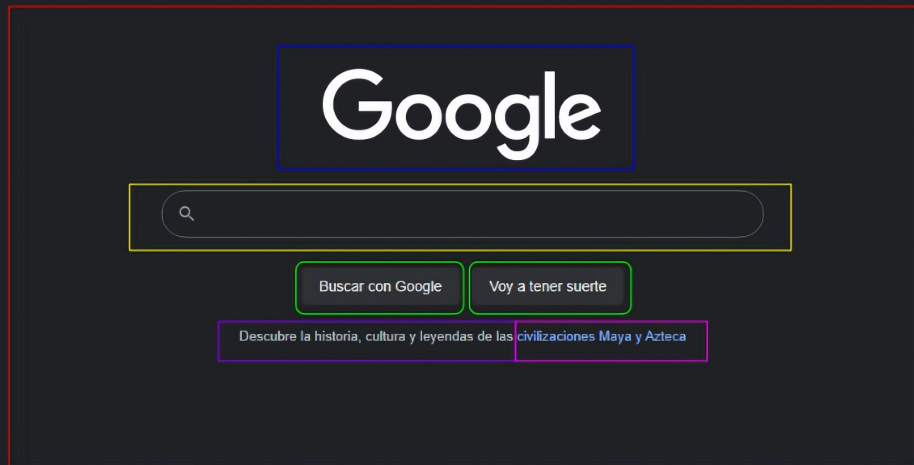 Google
Buscar con Google
Voy a tener suerte
Descubre la historia, cultura y leyendas de las civilizaciones Maya y Azteca